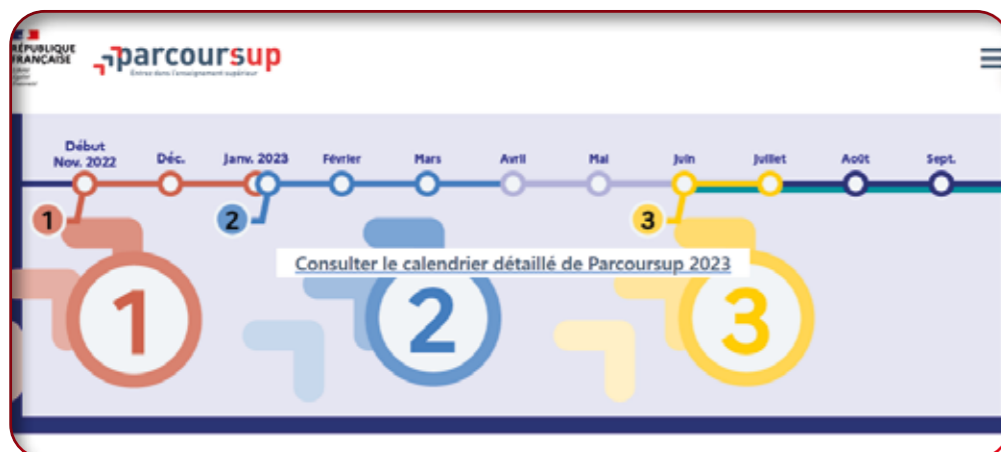 RÉPUBLIQUE
FRANÇAISE
parcoursup
Entrez dans l'enseignement supérieur
Début
Nov. 2022
Déc.
Janv. 2023
Février
Mars
Avril
Mai
Juin
Juillet
Août
Sept.
1
2
3
Consulter le calendrier détaillé de Parcoursup 2023
1
2
3